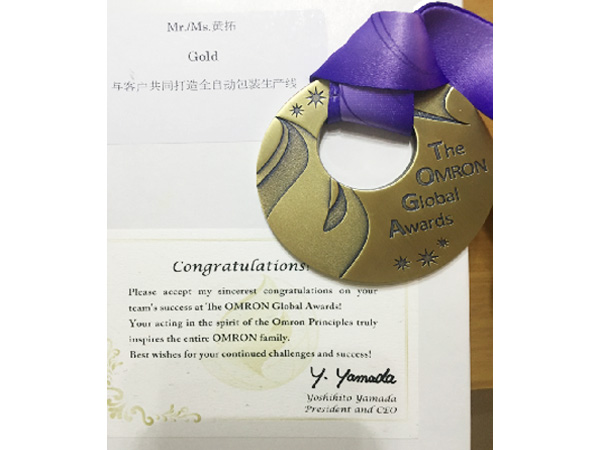 Mr./Ms.黄拓
Gold
与客户共同打造全自动包装生产线
The
OMRON
Global
Awards
Congratulations!
Please accept my sincerest congratulations on your
team's success at The OMRON Global Awards!
Your acting in the spirit of the Omron Principles truly
inspires the entire OMRON family.
Best wishes for your continued challenges and success!
Y. Yamada
Yoshihito Yamada
President and CEO